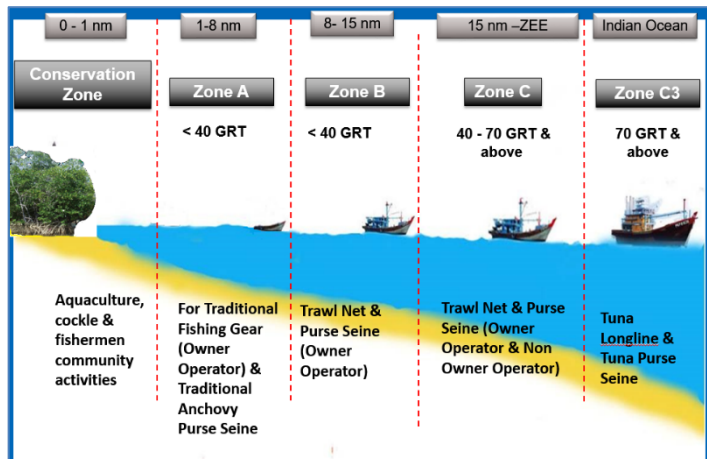 0 - 1 nm
1-8 nm
8- 15 nm
15 nm –ZEE
Indian Ocean
Conservation
Zone
Zone A
Zone B
Zone C
Zone C3
< 40 GRT
< 40 GRT
40 - 70 GRT &
above
70 GRT &
above
Aquaculture,
cockle &
fishermen
community
activities
For Traditional
Fishing Gear
(Owner
Operator) &
Traditional
Anchovy
Purse Seine
Trawl Net &
Purse Seine
(Owner
Operator)
Trawl Net & Purse
Seine (Owner
Operator & Non
Owner Operator)
Tuna
Longline &
Tuna Purse
Seine